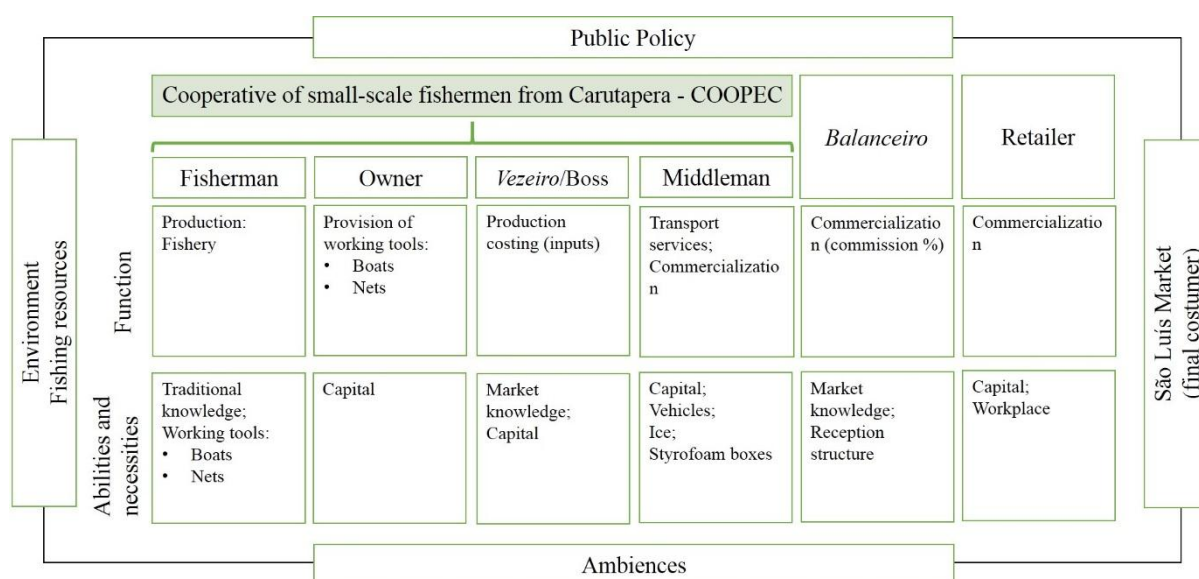 Public Policy
Cooperative of small-scale fishermen from Carutapera - COOPEC
Balanceiro
Retailer
Fisherman
Owner
Vezeiro/Boss
Middleman
Environment
Fishing resources
Function
Production:
Fishery
Provision of
working tools:
• Boats
• Nets
Production
costing (inputs)
Transport
services;
Commercializatio
n
Commercializatio
n (commission %)
Commercializatio
n
Abilities and
necessities
Traditional
knowledge;
Working tools:
• Boats
• Nets
Capital
Market
knowledge;
Capital
Capital;
Vehicles;
Ice;
Styrofoam boxes
Market
knowledge;
Reception
structure
Capital;
Workplace
São Luís Market
(final costumer)
Ambiences